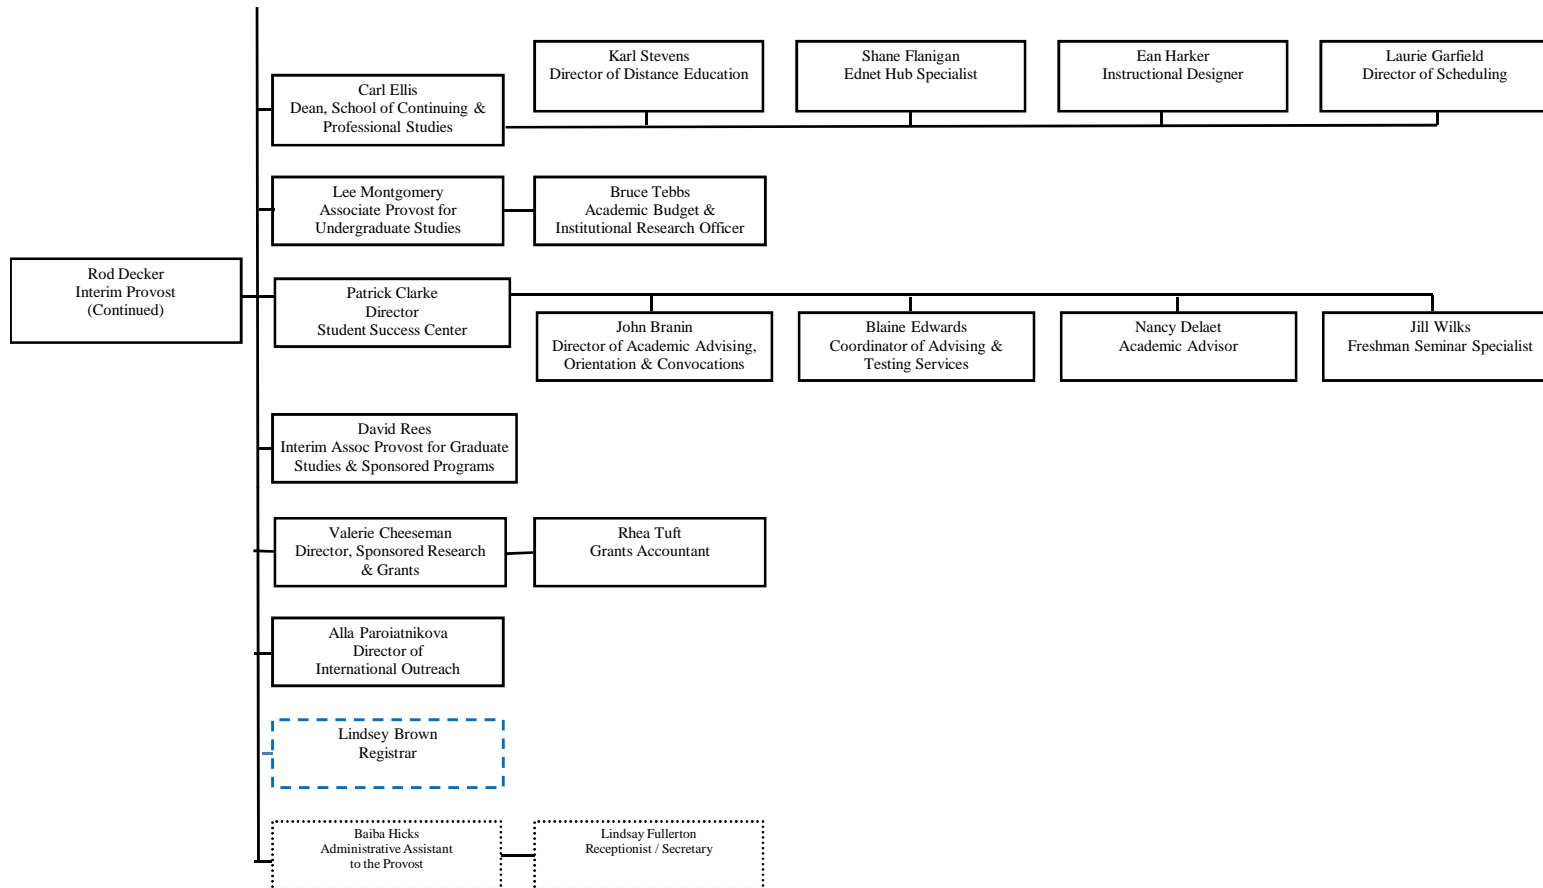 Karl Stevens
Director of Distance Education
Shane Flanigan
Ednet Hub Specialist
Ean Harker
Instructional Designer
Laurie Garfield
Director of Scheduling
Carl Ellis
Dean, School of Continuing &
Professional Studies
Lee Montgomery
Associate Provost for
Undergraduate Studies
Bruce Tebbs
Academic Budget &
Institutional Research Officer
Rod Decker
Interim Provost
(Continued)
Patrick Clarke
Director
Student Success Center
John Branin
Director of Academic Advising,
Orientation & Convocations
Blaine Edwards
Coordinator of Advising &
Testing Services
Nancy Delaet
Academic Advisor
Jill Wilks
Freshman Seminar Specialist
David Rees
Interim Assoc Provost for Graduate
Studies & Sponsored Programs
Valerie Cheeseman
Director, Sponsored Research
& Grants
Rhea Tuft
Grants Accountant
Alla Paroiatnikova
Director of
International Outreach
Lindsey Brown
Registrar
Baiba Hicks
Administrative Assistant
to the Provost
Lindsay Fullerton
Receptionist / Secretary